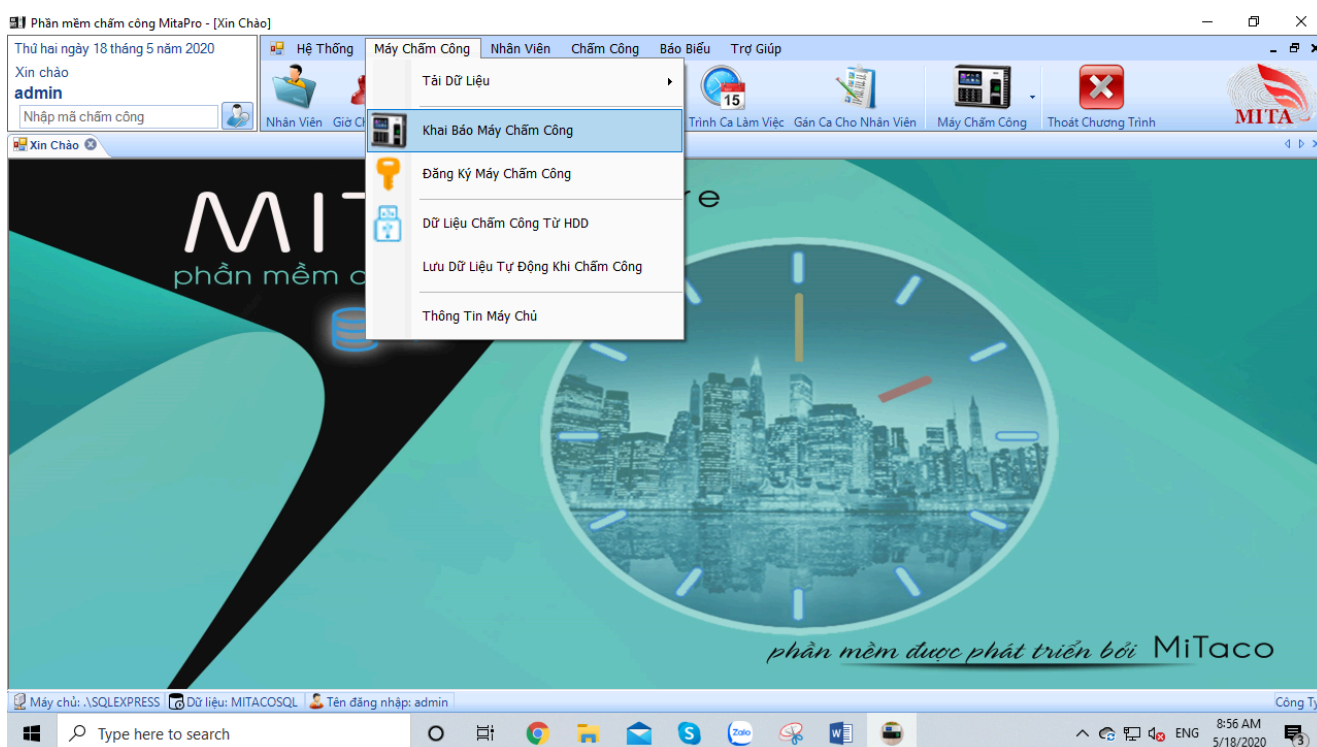 Phần mềm chấm công MitaPro - [Xin Chào]
Thứ hai ngày 18 tháng 5 năm 2020
Hệ Thống Máy Chấm Công Nhân Viên Chấm Công Báo Biểu Trợ Giúp
Xin chào
admin
Nhập mã chấm công
Nhân Viên Giờ
15
Trình Ca Làm Việc Gán Ca Cho Nhân Viên Máy Chấm Công Thoát Chương Trình
MITA
Xin Chào
Tải Dữ Liệu
Khai Báo Máy Chấm Công
Đăng Ký Máy Chấm Công
Dữ Liệu Chấm Công Từ HDD
Lưu Dữ Liệu Tự Động Khi Chấm Công
Thông Tin Máy Chủ
phần mềm
phần mềm được phát triển bởi MiTaco
Máy chủ: .\SQLEXPRESS Dữ liệu: MITACOSQL Tên đăng nhập: admin Công Ty
Type here to search
Zalo
ENG
8:56 AM
5/18/2020
3